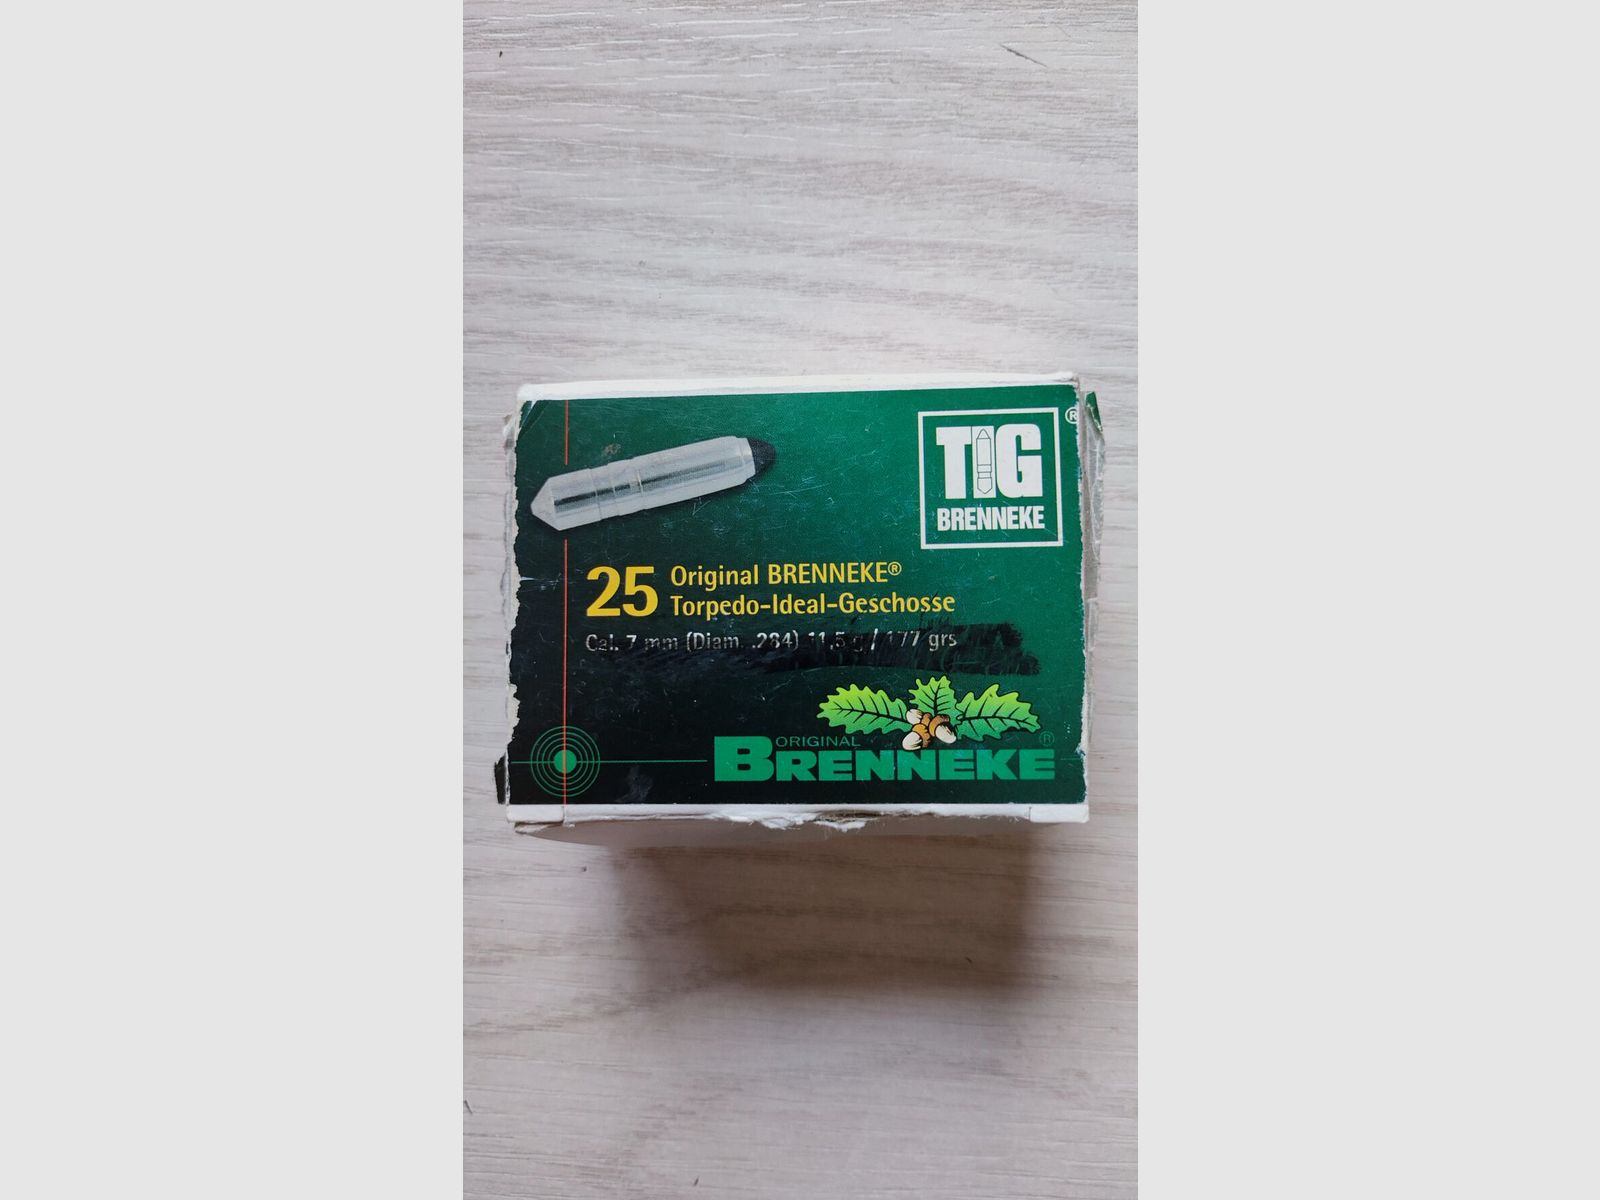 TIG ®
BRENNEKE
25 Original BRENNEKE®
Torpedo-Ideal-Geschosse
Cal. 7 mm (Diam. .284) 11,5 g / 177 grs
ORIGINAL
BRENNEKE ®